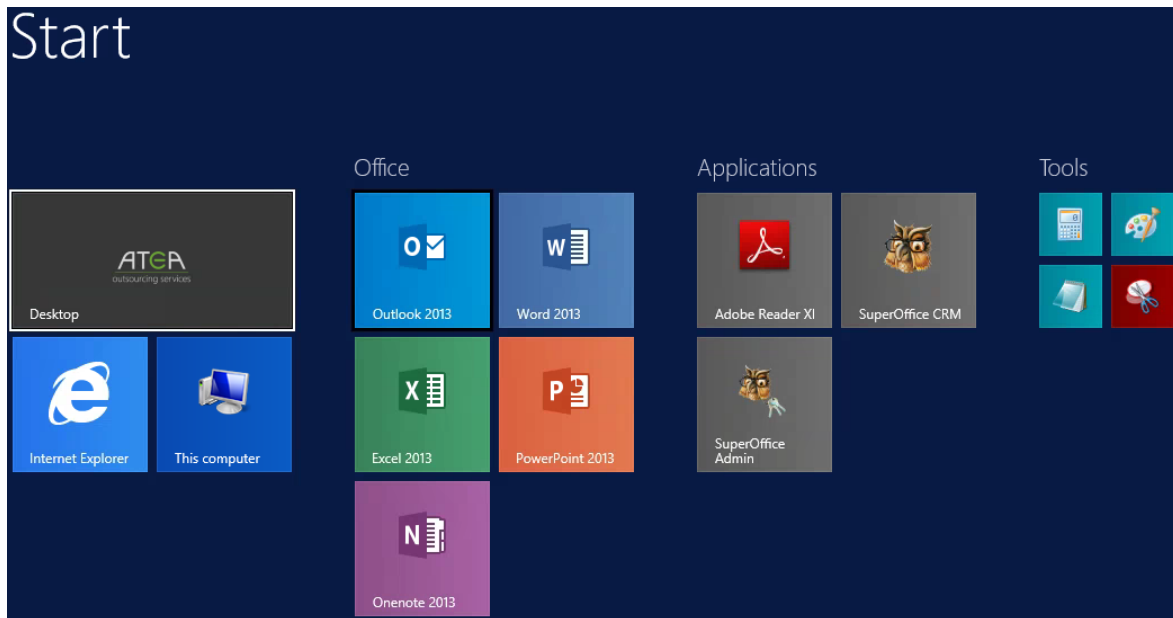 Start
Desktop
ATEA
outsourcing services
Internet Explorer
This computer
Office
Outlook 2013
Word 2013
Excel 2013
PowerPoint 2013
Onenote 2013
Applications
Adobe Reader XI
SuperOffice CRM
SuperOffice
Admin
Tools